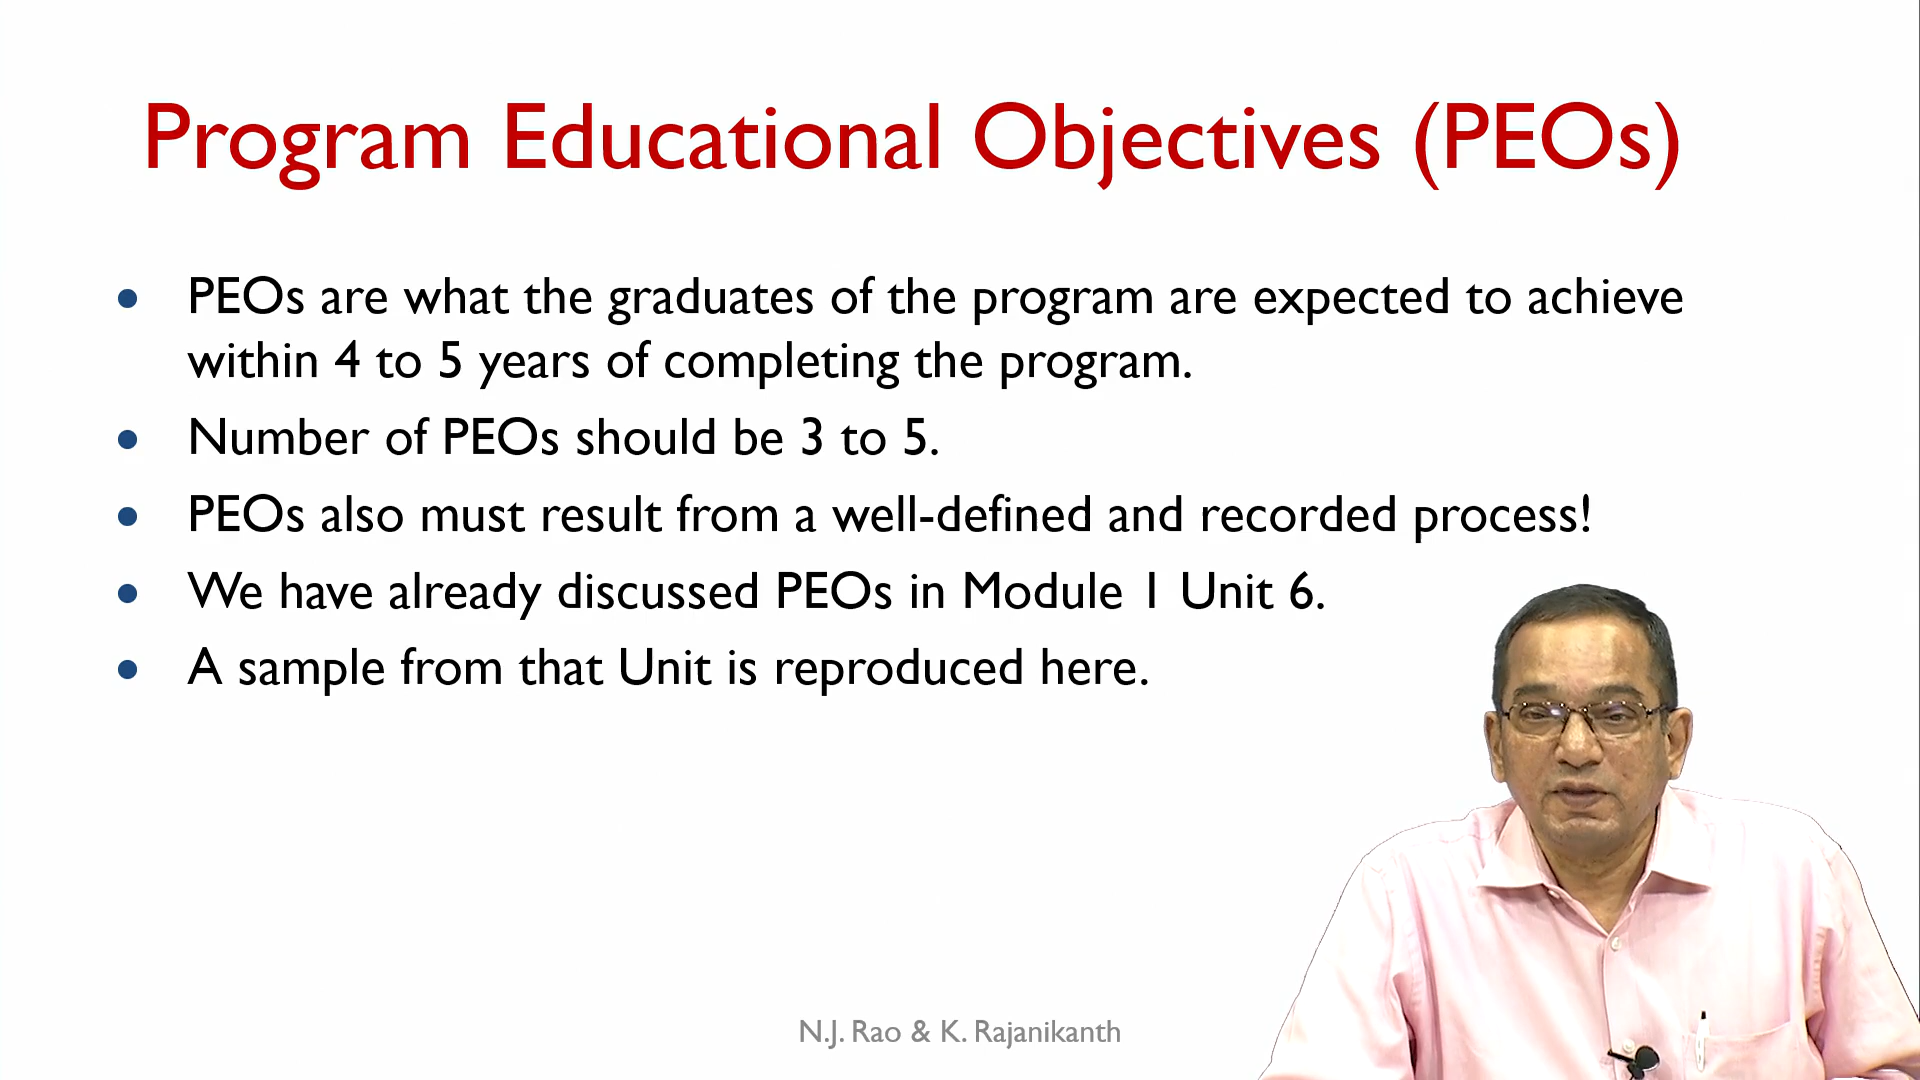 Program Educational Objectives (PEOs)
• PEOs are what the graduates of the program are expected to achieve
within 4 to 5 years of completing the program.
• Number of PEOs should be 3 to 5.
• PEOs also must result from a well-defined and recorded process!
• We have already discussed PEOs in Module 1 Unit 6.
• A sample from that Unit is reproduced here.
N.J. Rao & K. Rajanikanth